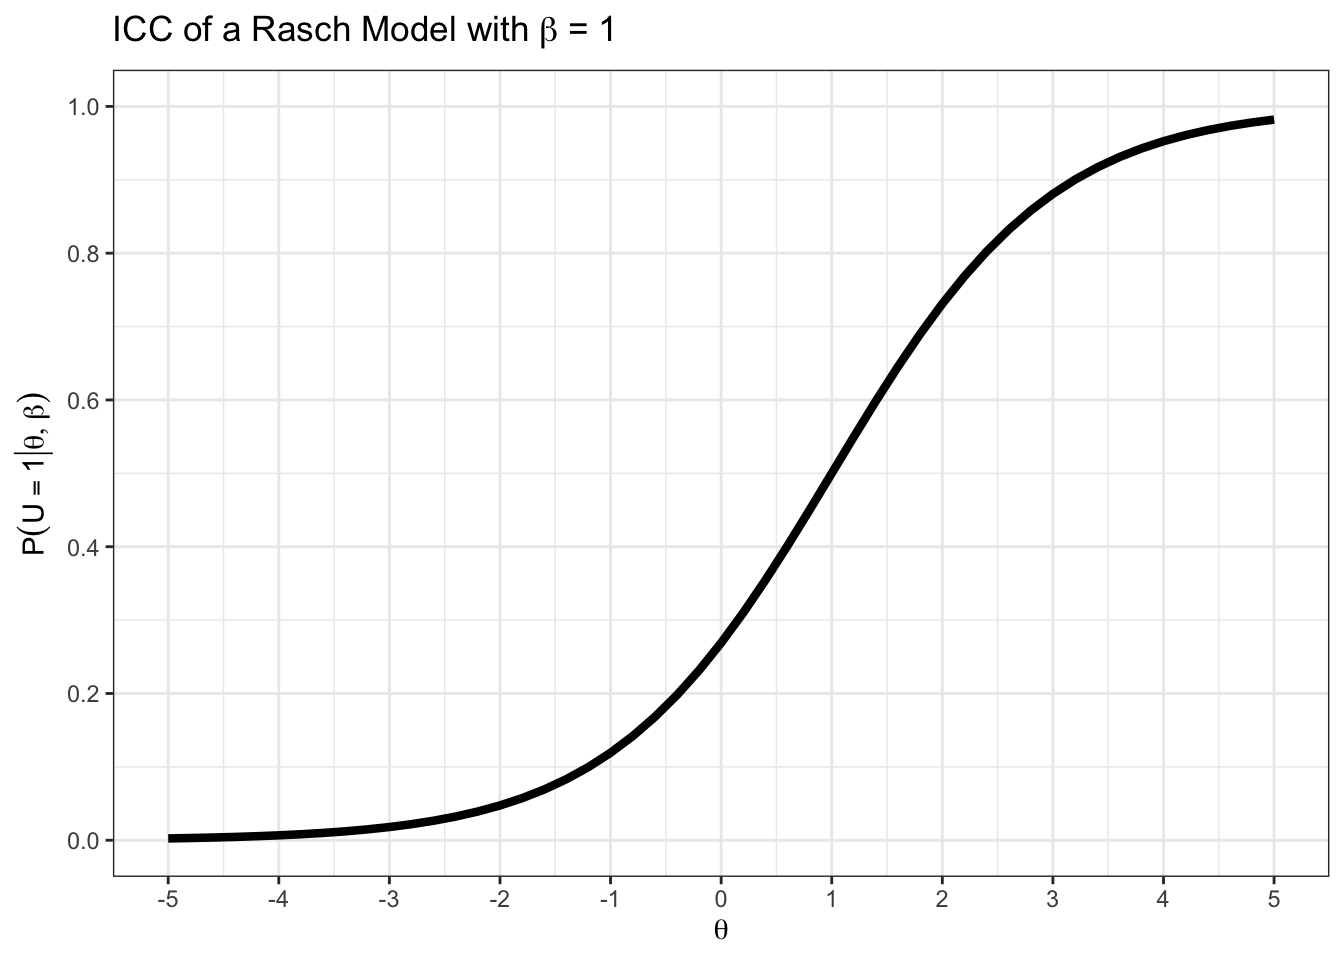 ICC of a Rasch Model with β = 1
P(U = 1|θ, β)
1.0
0.8
0.6
0.4
0.2
0.0
-5 -4 -3 -2 -1 0 1 2 3 4 5
θ